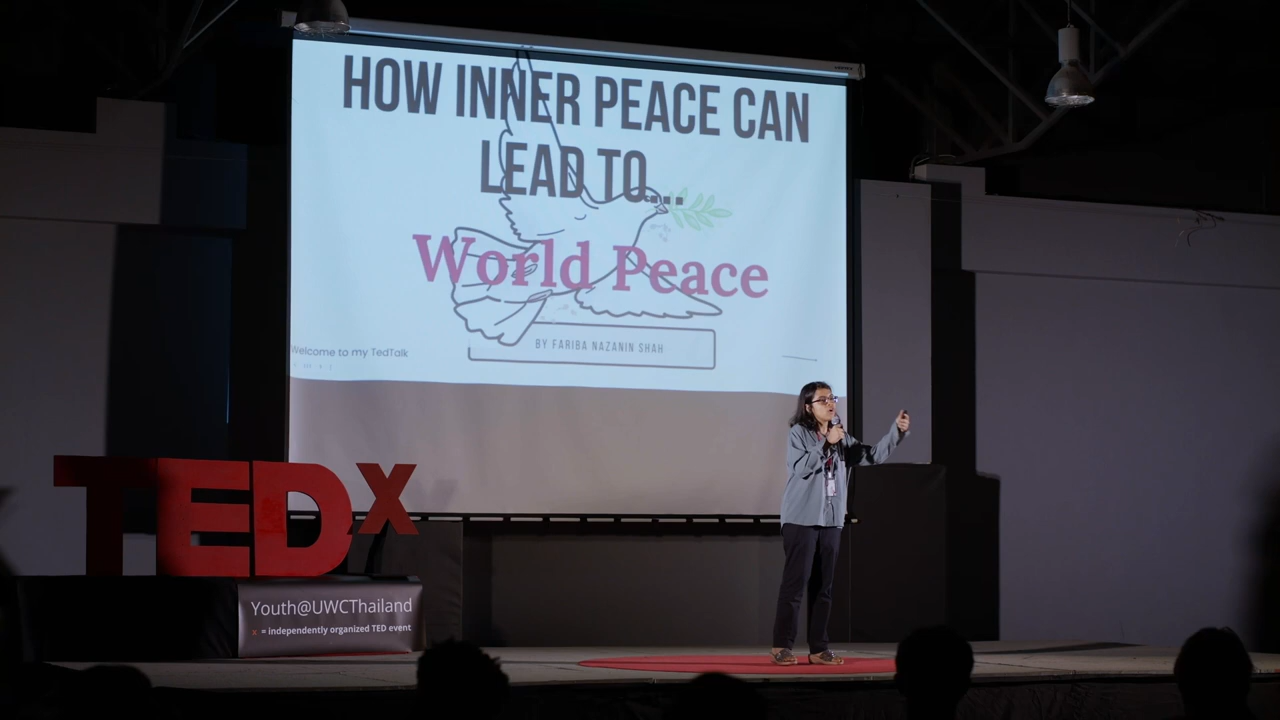 HOW INNER PEACE CAN
LEAD TO...
World Peace
BY FARIBA NAZANIN SHAH
Welcome to my TedTalk
TEDx
Youth@UWCThailand
x = independently organized TED event